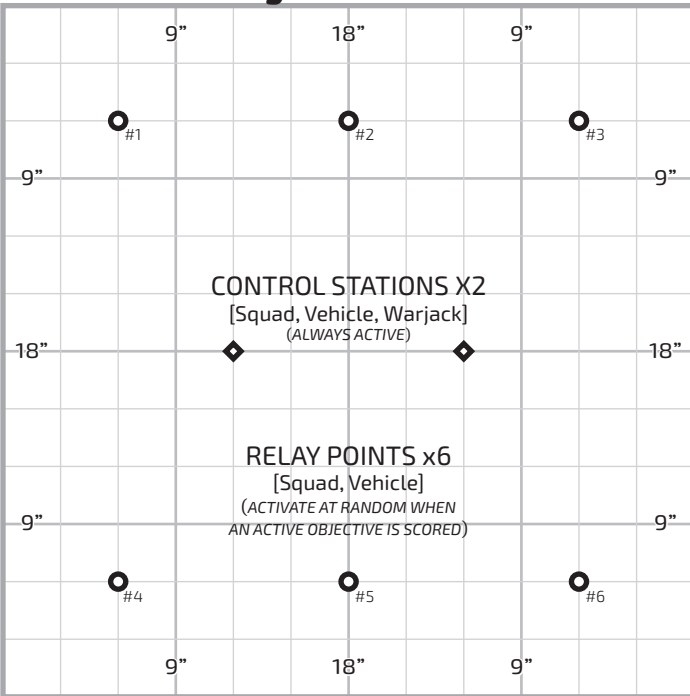 9” 18” 9”
#1 #2 #3
9” 9”
CONTROL STATIONS X2
[Squad, Vehicle, Warjack]
(ALWAYS ACTIVE)
18” 18”
RELAY POINTS x6
[Squad, Vehicle]
(ACTIVATE AT RANDOM WHEN
AN ACTIVE OBJECTIVE IS SCORED)
9” 9”
#4 #5 #6
9” 18” 9”